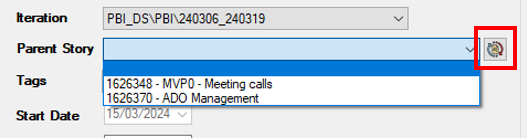 Iteration PBI_DS\PBI\240306_240319
Parent Story
1626348 - MVP0 - Meeting calls
Tags
1626370 - ADO Management
Start Date 15/03/2024